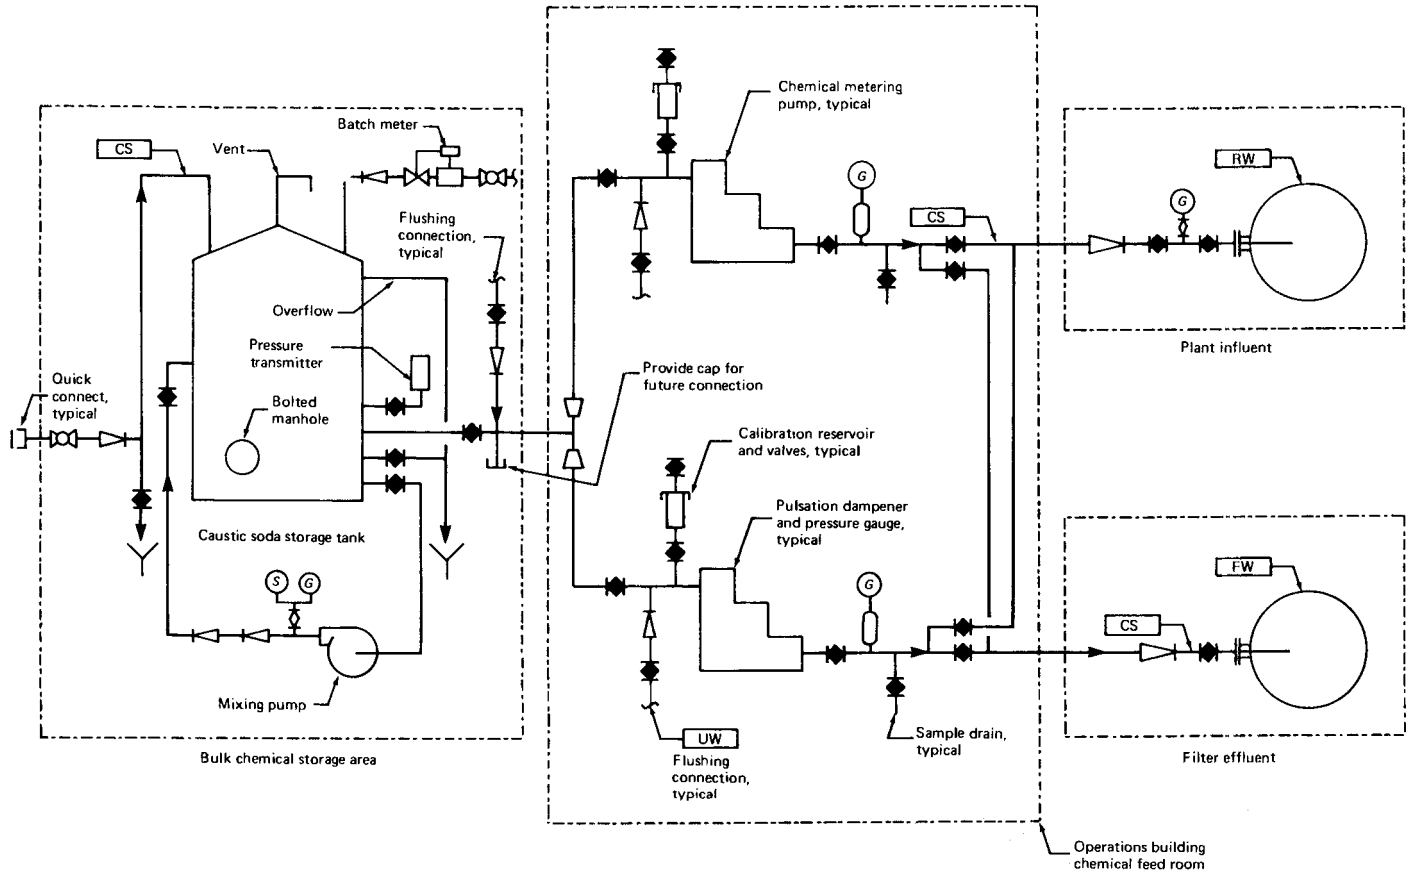 Chemical metering
pump, typical
Batch meter
CS
Vent
RW
Flushing
connection,
typical
G
G
CS
Overflow
Pressure
transmitter
Plant influent
Provide cap for
future connection
Quick
connect,
typical
Bolted
manhole
Calibration reservoir
and valves, typical
Pulsation dampener
and pressure gauge,
typical
Caustic soda storage tank
S
G
G
FW
CS
Mixing pump
UW
Sample drain,
typical
Bulk chemical storage area
Flushing
connection,
typical
Filter effluent
Operations building
chemical feed room